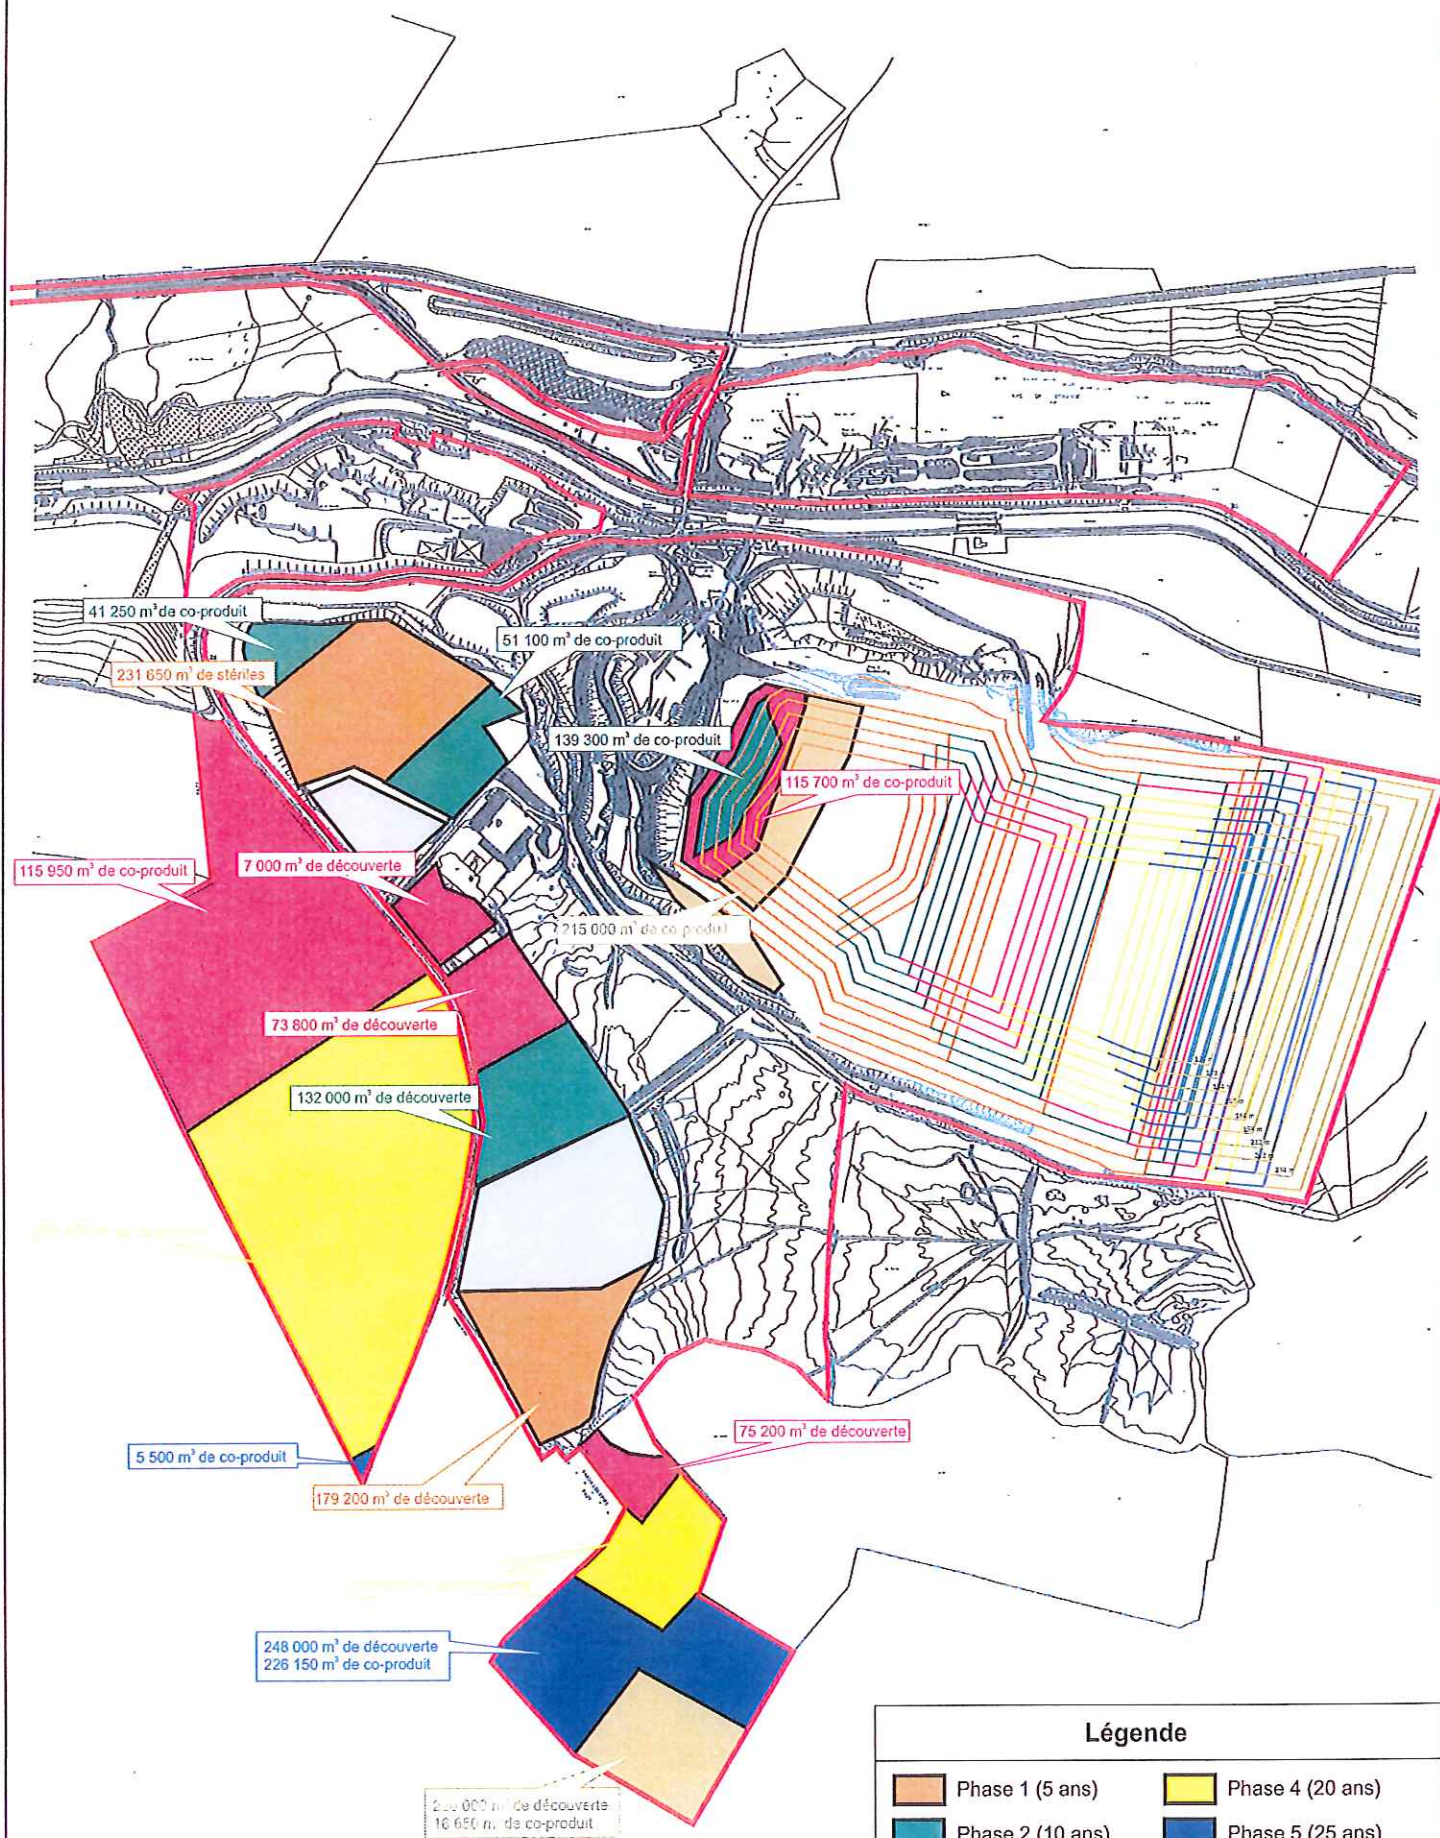 41 250 m³ de co-produit
51 100 m³ de co-produit
231 650 m³ de stériles
139 300 m³ de co-produit
115 700 m³ de co-produit
115 950 m³ de co-produit
7 000 m³ de découverte
215 000 m³ de co-produit
73 800 m³ de découverte
132 000 m³ de découverte
75 200 m³ de découverte
5 500 m³ de co-produit
179 200 m³ de découverte
248 000 m³ de découverte
226 150 m³ de co-produit
de découverte
de co-produit
Légende
Phase 1 (5 ans)
Phase 4 (20 ans)
Phase 2 (10 ans)
Phase 5 (25 ans)